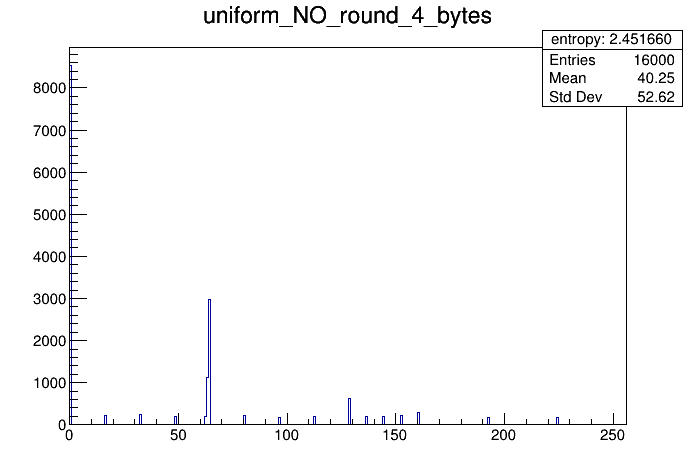 uniform_NO_round_4_bytes
entropy: 2.451660
Entries 16000
Mean 40.25
Std Dev 52.62
8000
7000
6000
5000
4000
3000
2000
1000
0
0 50 100 150 200 250